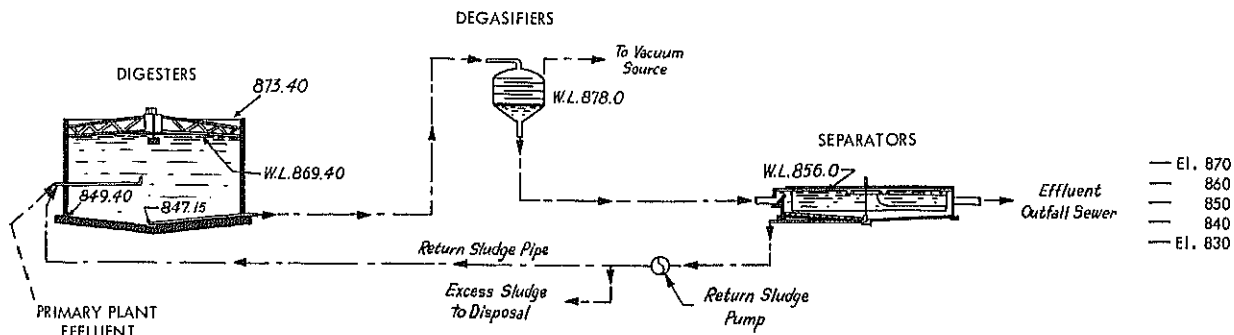 DEGASIFIERS
To Vacuum
Source
DIGESTERS
873.40
W.L.878.0
SEPARATORS
W.L.869.40
W.L.856.0
El. 870
860
850
840
El. 830
849.40
847.15
Effluent
Outfall Sewer
Return Sludge Pipe
Excess Sludge
to Disposal
Return Sludge
Pump
PRIMARY PLANT
EFFLUENT